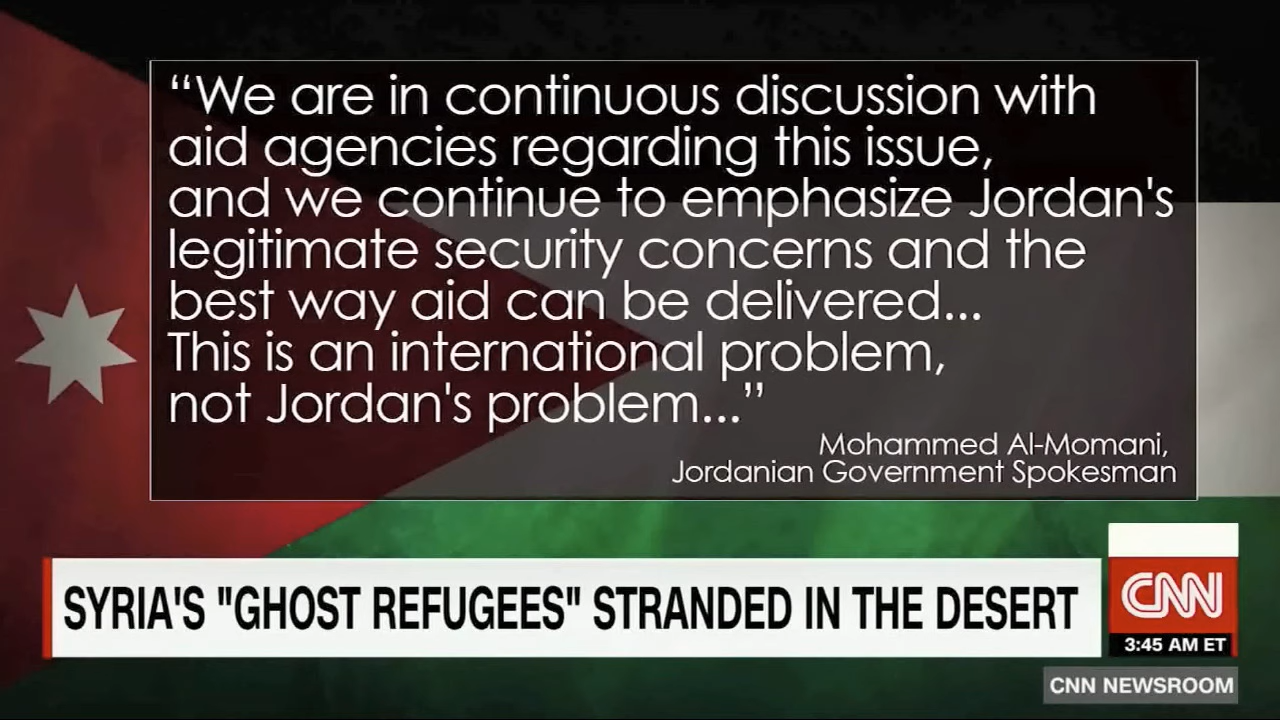 “We are in continuous discussion with
aid agencies regarding this issue,
and we continue to emphasize Jordan's
legitimate security concerns and the
best way aid can be delivered...
This is an international problem,
not Jordan's problem...”
Mohammed Al-Momani,
Jordanian Government Spokesman
SYRIA'S "GHOST REFUGEES" STRANDED IN THE DESERT
CNN
3:45 AM ET
CNN NEWSROOM